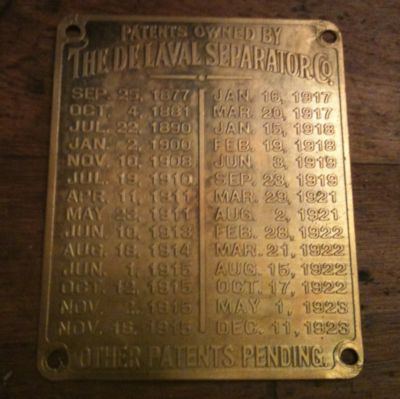 PATENTS OWNED BY
THE DE LAVAL SEPARATOR CO.
SEP. 25, 1877 JAN. 16, 1917
OCT. 4, 1881 MAR. 20, 1917
JUL. 22, 1890 JAN. 15, 1918
JAN. 2, 1900 FEB. 19, 1918
NOV. 10, 1908 JUN. 3, 1919
JUL. 19, 1910 SEP. 23, 1919
APR. 11, 1911 MAR. 29, 1921
MAY 23, 1911 AUG. 2, 1921
JUN. 10, 1913 FEB. 28, 1922
AUG. 18, 1914 MAR. 21, 1922
JUN. 1, 1915 AUG. 15, 1922
OCT. 12, 1915 OCT. 17, 1922
NOV. 1915 MAY 1, 1923
NOV. 16, 1915 DEC. 11, 1923
OTHER PATENTS PENDING.